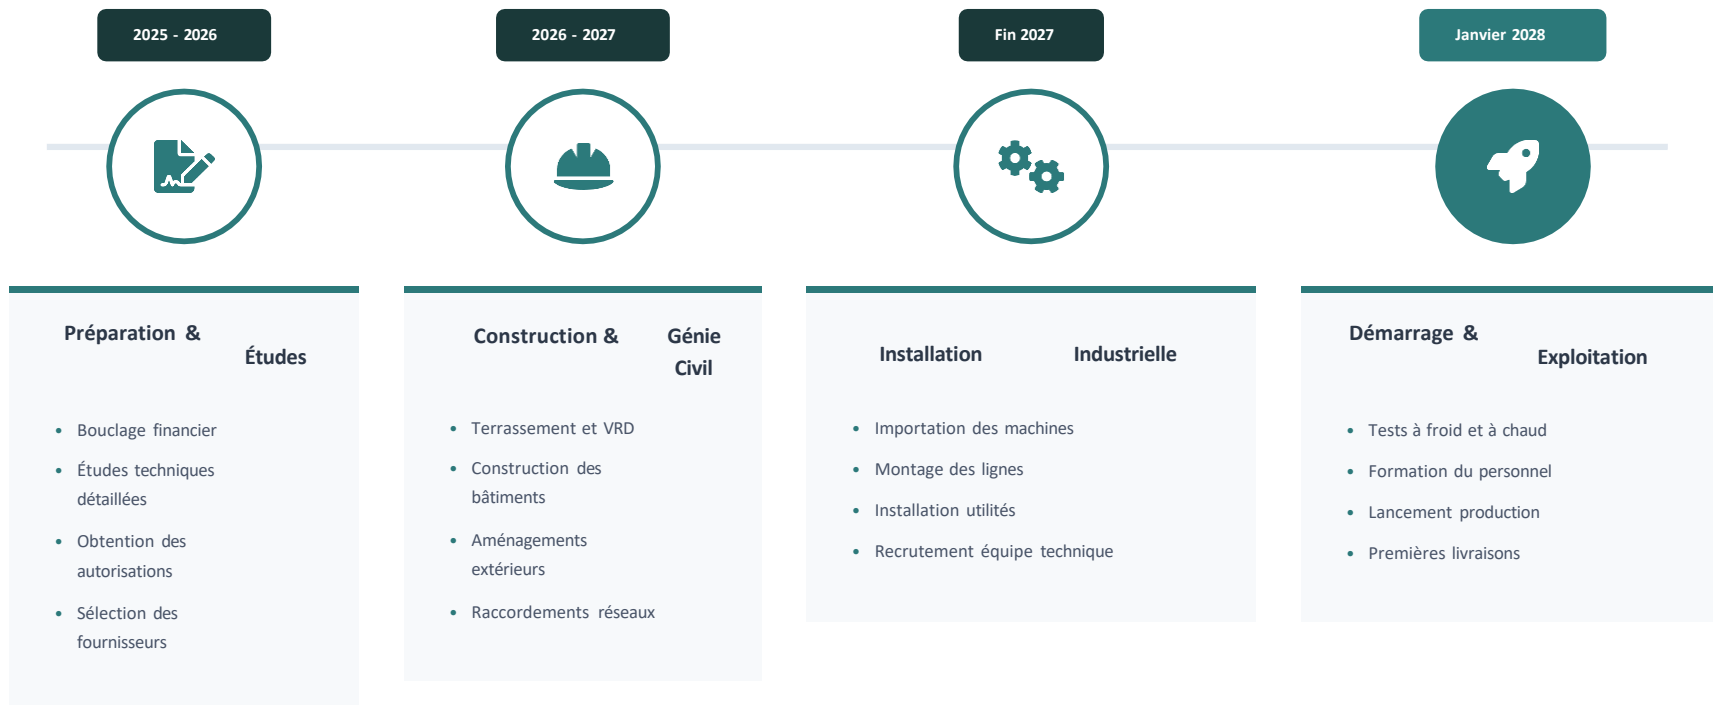 2025 - 2026
2026 - 2027
Fin 2027
Janvier 2028
Préparation &
Études
• Bouclage financier
• Études techniques
détaillées
• Obtention des
autorisations
• Sélection des
fournisseurs
Construction & Génie
Civil
• Terrassement et VRD
• Construction des
bâtiments
• Aménagements
extérieurs
• Raccordements réseaux
Installation Industrielle
• Importation des machines
• Montage des lignes
• Installation utilités
• Recrutement équipe technique
Démarrage &
Exploitation
• Tests à froid et à chaud
• Formation du personnel
• Lancement production
• Premières livraisons